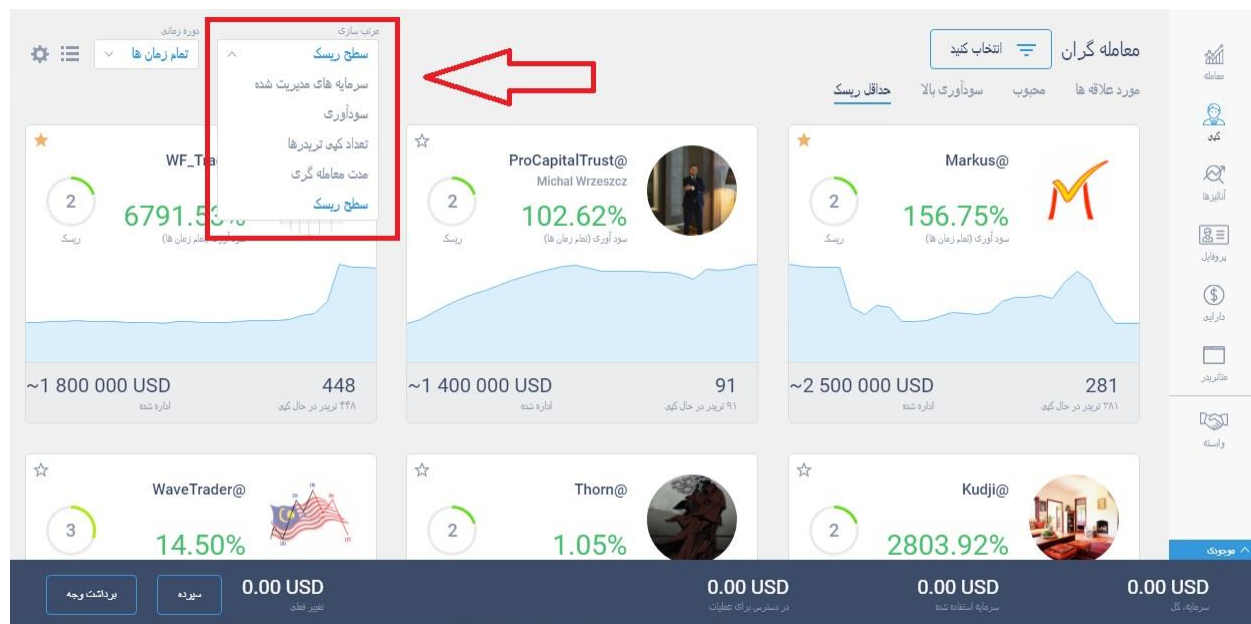 معامله گران
انتخاب کنید
مرتب سازی
سطح ریسک
دوره زمانی
تمام زمان ها
سرمایه های مدیریت شده
سودآوری
تعداد کپی تریدرها
مدت معامله گری
سطح ریسک
مورد علاقه ها
محبوب
سودآوری بالا
حداقل ریسک
معامله
کپی
آنالیزها
پروفایل
دارایی
متاتریدر
وابسته
موجودی
Markus@
156.75%
سود آوری (تمام زمان ها)
2
ریسک
~2 500 000 USD
اداره شده
281
۲۸۱ تریدر در حال کپی
ProCapitalTrust@
Michal Wrzeszcz
102.62%
سود آوری (تمام زمان ها)
2
ریسک
~1 400 000 USD
اداره شده
91
۹۱ تریدر در حال کپی
2
ریسک
~1 800 000 USD
اداره شده
448
۴۴۸ تریدر در حال کپی
Kudji@
2803.92%
2
Thorn@
1.05%
2
WaveTrader@
14.50%
3
0.00 USD
سرمایه، کل
0.00 USD
سرمایه استفاده شده
0.00 USD
در دسترس برای عملیات
0.00 USD
تغییر فعلی
سپرده
برداشت وجه